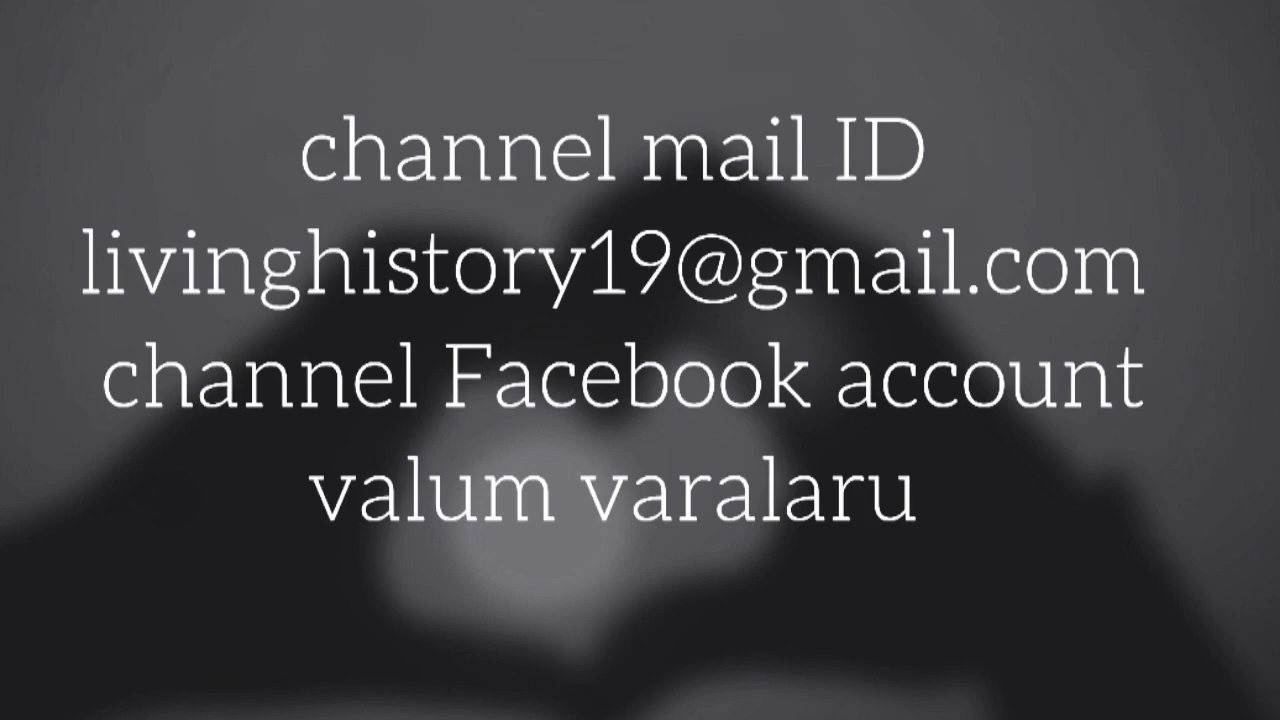 channel mail ID
livinghistory19@gmail.com
channel Facebook account
valum varalaru